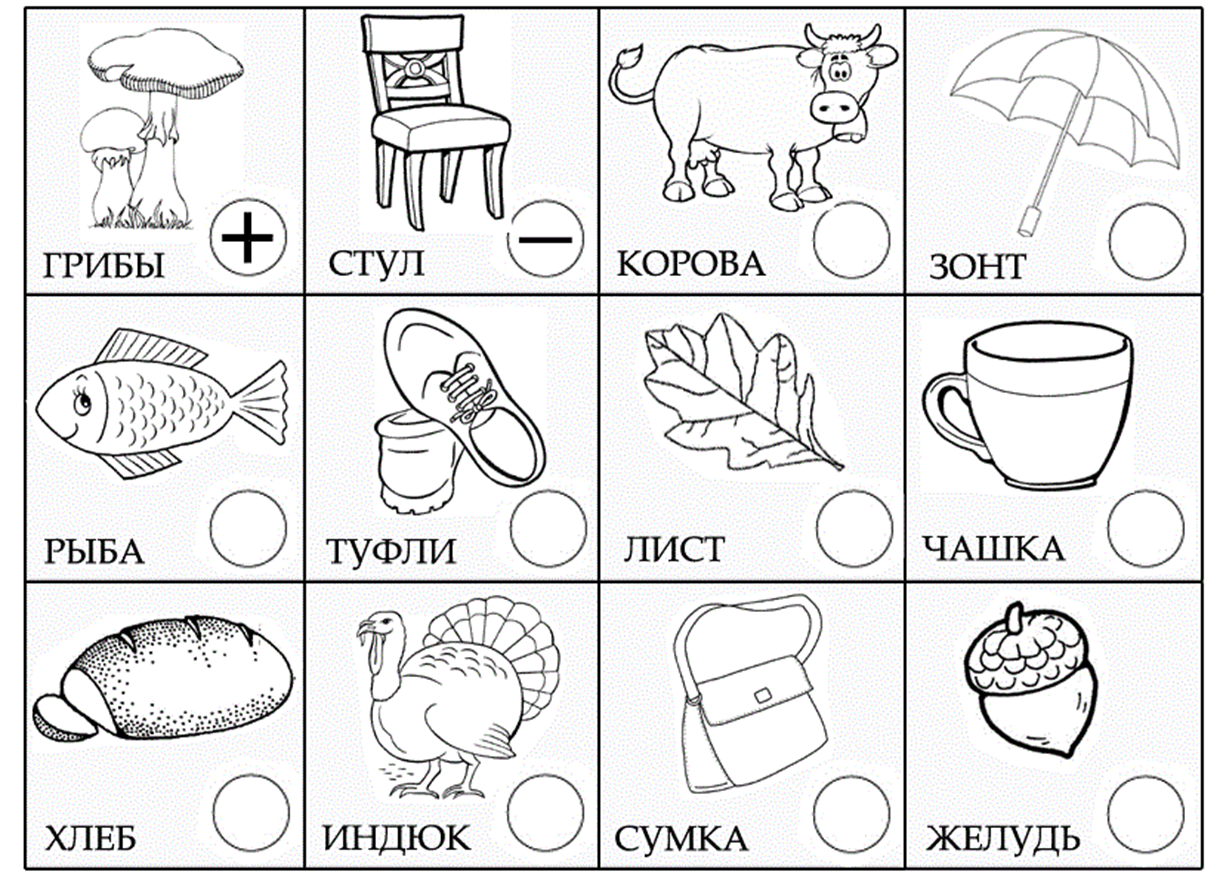 ГРИБЫ
+
СТУЛ
—
КОРОВА
ЗОНТ
РЫБА
ТУФЛИ
ЛИСТ
ЧАШКА
ХЛЕБ
ИНДЮК
СУМКА
ЖЕЛУДЬ